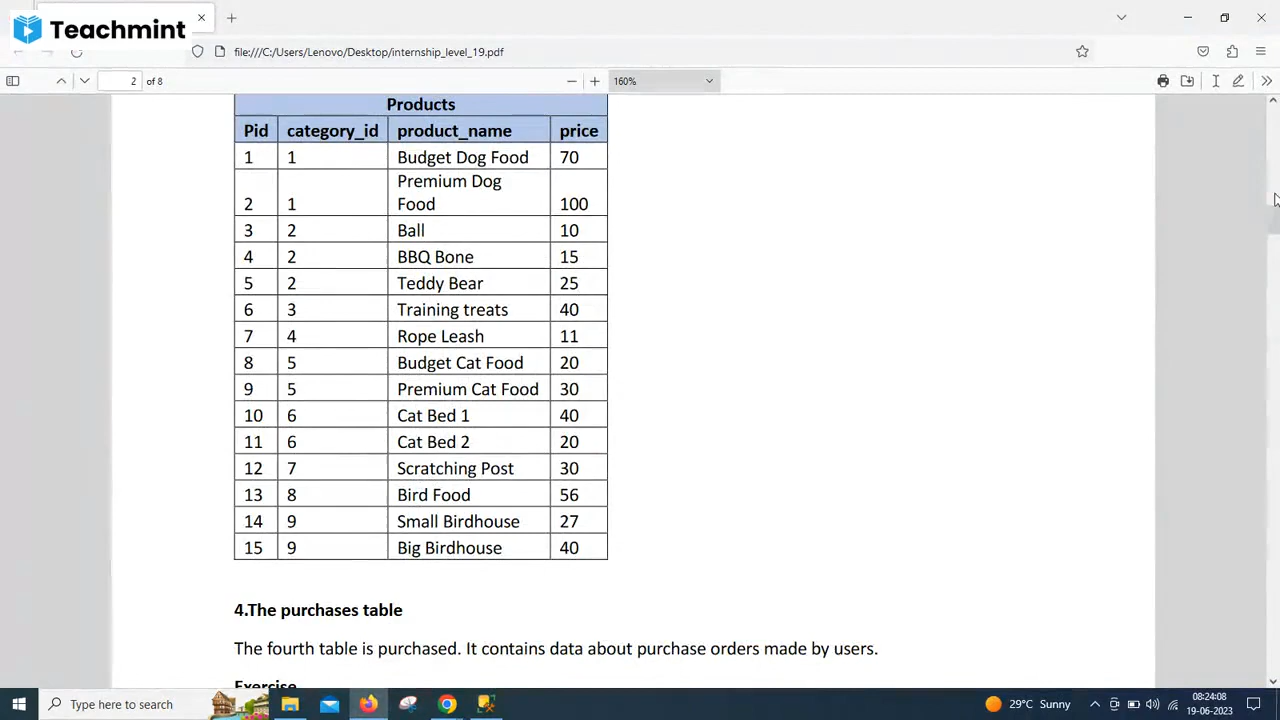 Teachmint
file:///C:/Users/Lenovo/Desktop/internship_level_19.pdf
2 of 8
160%
Products
Pid category_id product_name price
1 1 Budget Dog Food 70
Premium Dog
2 1 Food 100
3 2 Ball 10
4 2 BBQ Bone 15
5 2 Teddy Bear 25
6 3 Training treats 40
7 4 Rope Leash 11
8 5 Budget Cat Food 20
9 5 Premium Cat Food 30
10 6 Cat Bed 1 40
11 6 Cat Bed 2 20
12 7 Scratching Post 30
13 8 Bird Food 56
14 9 Small Birdhouse 27
15 9 Big Birdhouse 40
4.The purchases table
The fourth table is purchased. It contains data about purchase orders made by users.
Exercise
Type here to search
29°C Sunny
08:24:08
19-06-2023